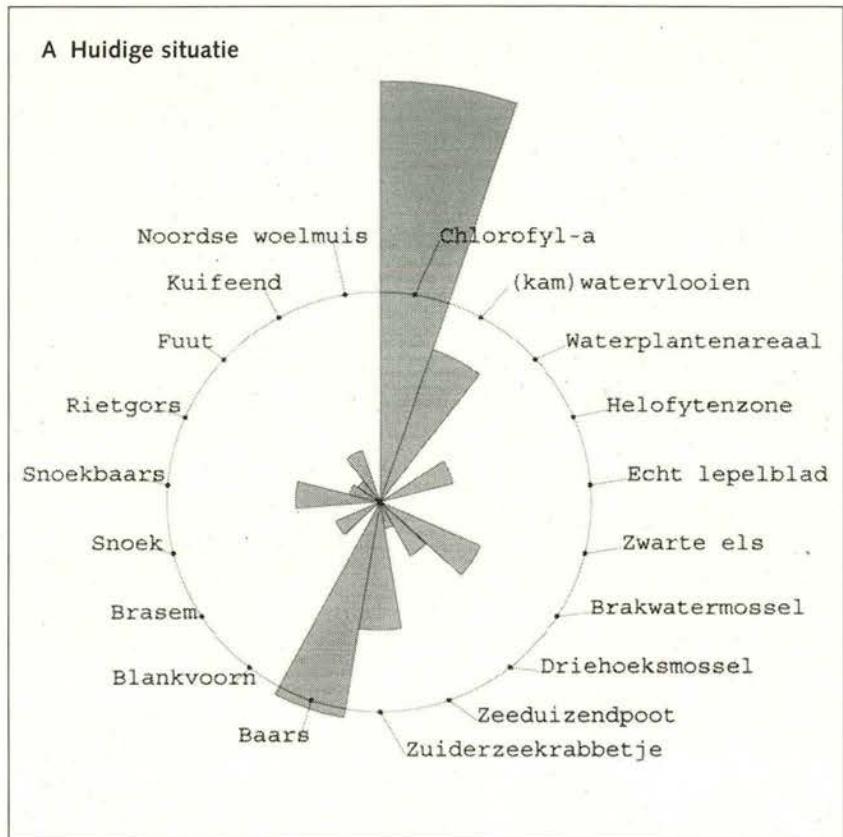 A Huidige situatie
Noordse woelmuis
Chlorofyl-a
Kuifeend
(kam)watervlooien
Fuut
Waterplantenareaal
Rietgors
Helofytenzone
Snoekbaars
Echt lepelblad
Snoek
Zwarte els
Brasem
Brakwatermossel
Blankvoorn
Driehoeksmossel
Baars
Zeeduizendpoot
Zuiderzeekrabbetje